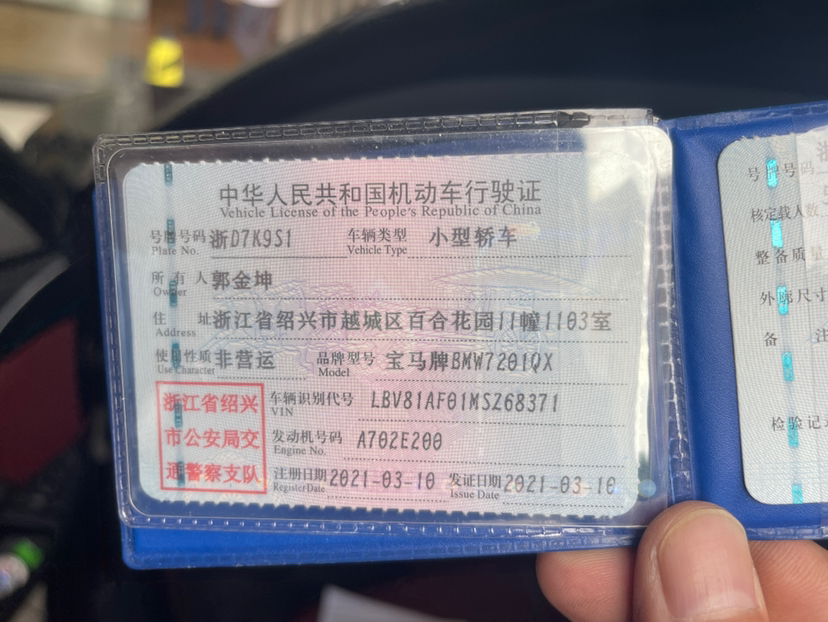 中华人民共和国机动车行驶证
Vehicle License of the People's Republic of China
号牌号码 浙D7K9S1 车辆类型 小型轿车
Plate No. Vehicle Type
所有人 郭金坤
Owner
住址 浙江省绍兴市越城区百合花园11幢1103室
Address
使用性质 非营运 品牌型号 宝马牌BMW7201QX
Use Character Model
浙江省绍兴
市公安局交
通警察支队
车辆识别代号 LBV81AF01MSZ68371
VIN
发动机号码 A702E200
Engine No.
注册日期 2021-03-10 发证日期 2021-03-10
Register Date Issue Date
号牌号码
核定载人数
整备质量
外廓尺寸
备注
检验记